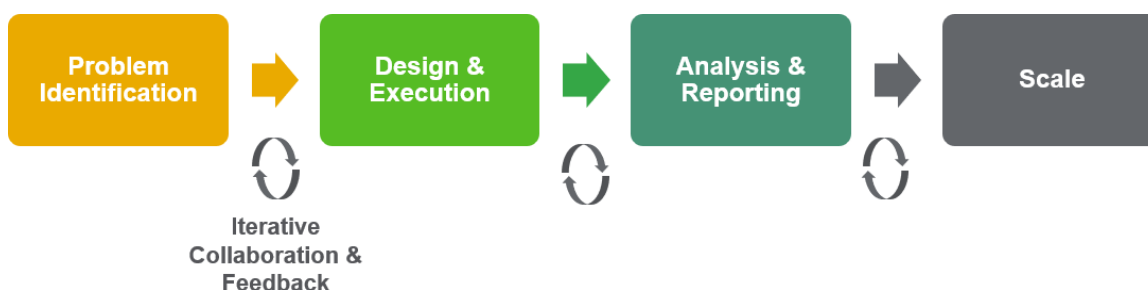 Problem
Identification
Design &
Execution
Analysis &
Reporting
Scale
Iterative
Collaboration &
Feedback